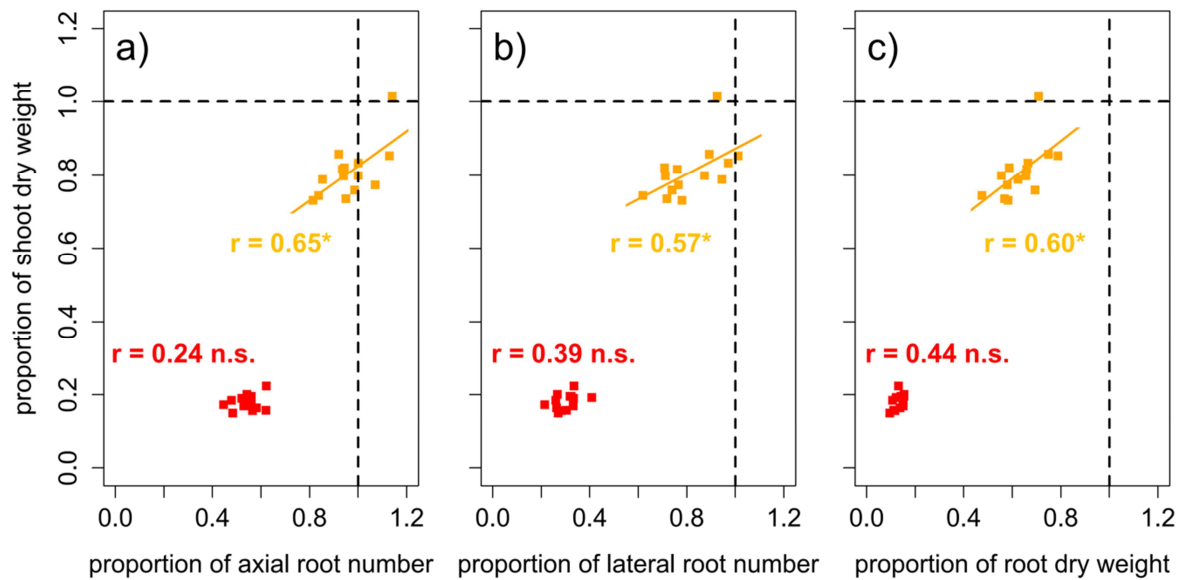 a)
b)
c)
proportion of shoot dry weight
1.2
1.0
0.8
0.6
0.4
0.2
0.0
r = 0.65*
r = 0.57*
r = 0.60*
r = 0.24 n.s.
r = 0.39 n.s.
r = 0.44 n.s.
0.0 0.4 0.8 1.2
0.0 0.4 0.8 1.2
0.0 0.4 0.8 1.2
proportion of axial root number
proportion of lateral root number
proportion of root dry weight